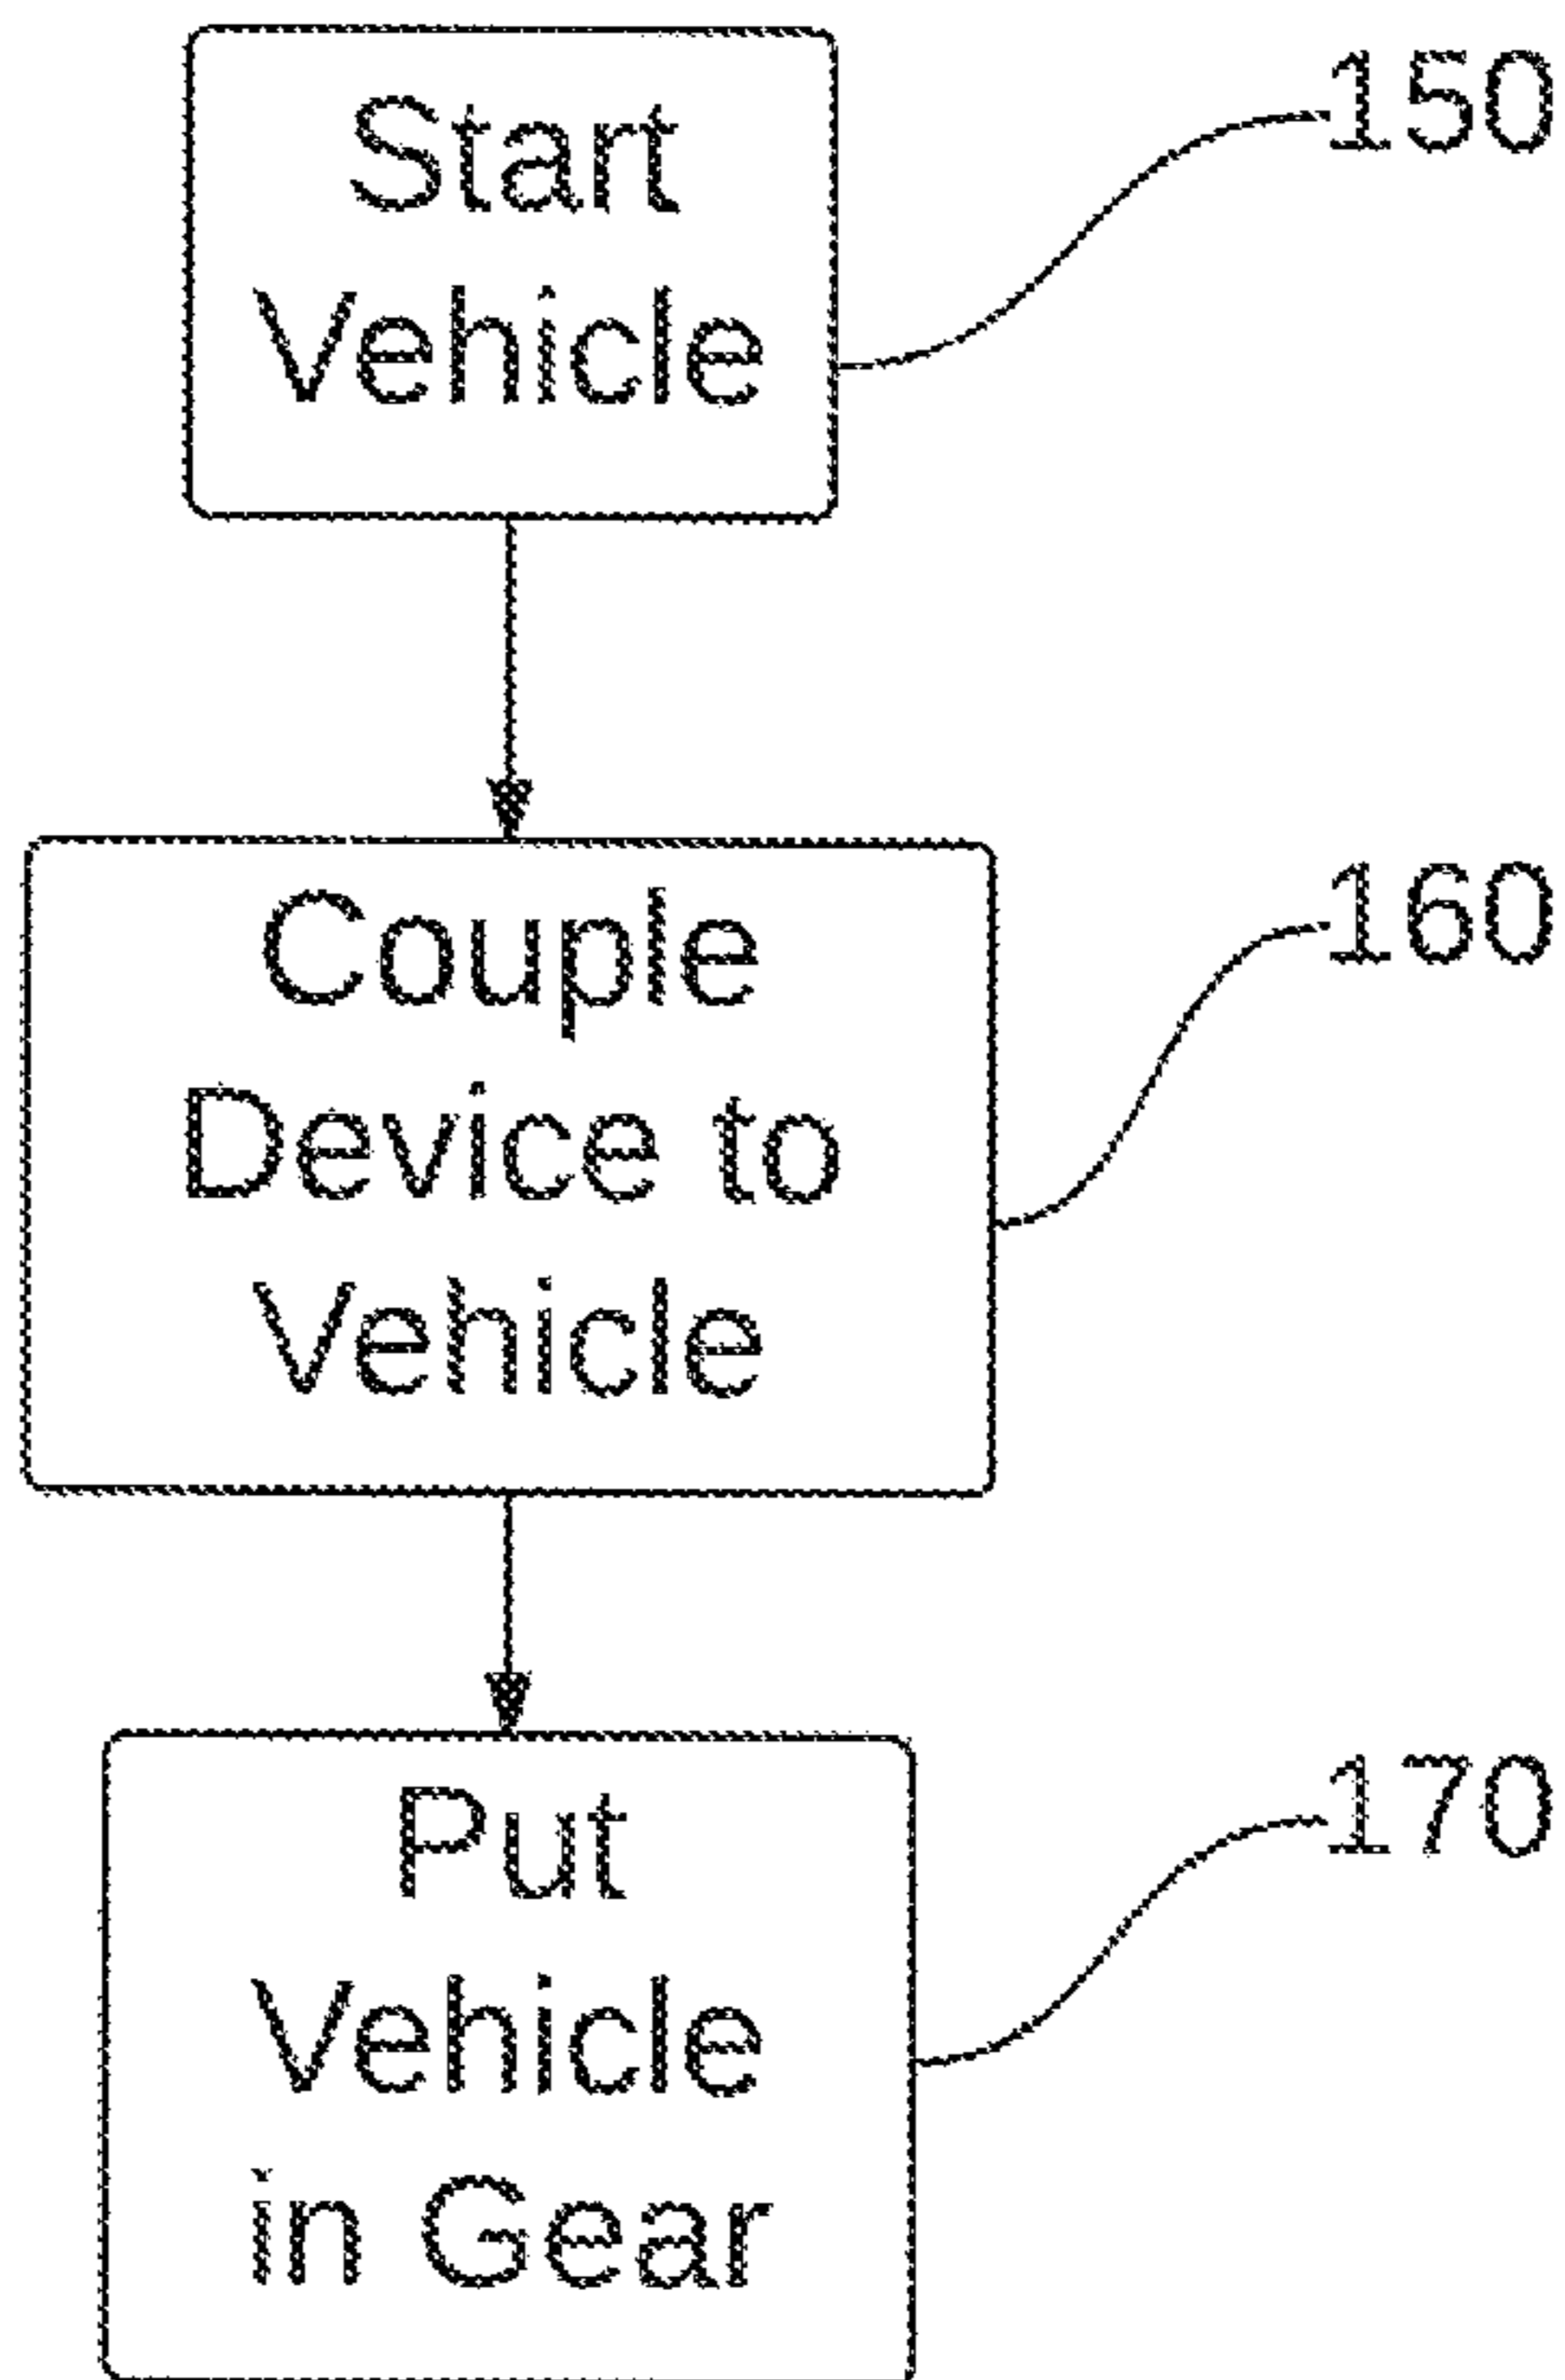 Start
Vehicle
150
Couple
Device to
Vehicle
160
Put
Vehicle
in Gear
170